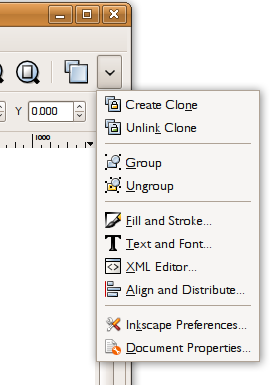 Y 0.000
1000
Create Clone
Unlink Clone
Group
Ungroup
Fill and Stroke...
Text and Font...
XML Editor...
Align and Distribute...
Inkscape Preferences...
Document Properties...